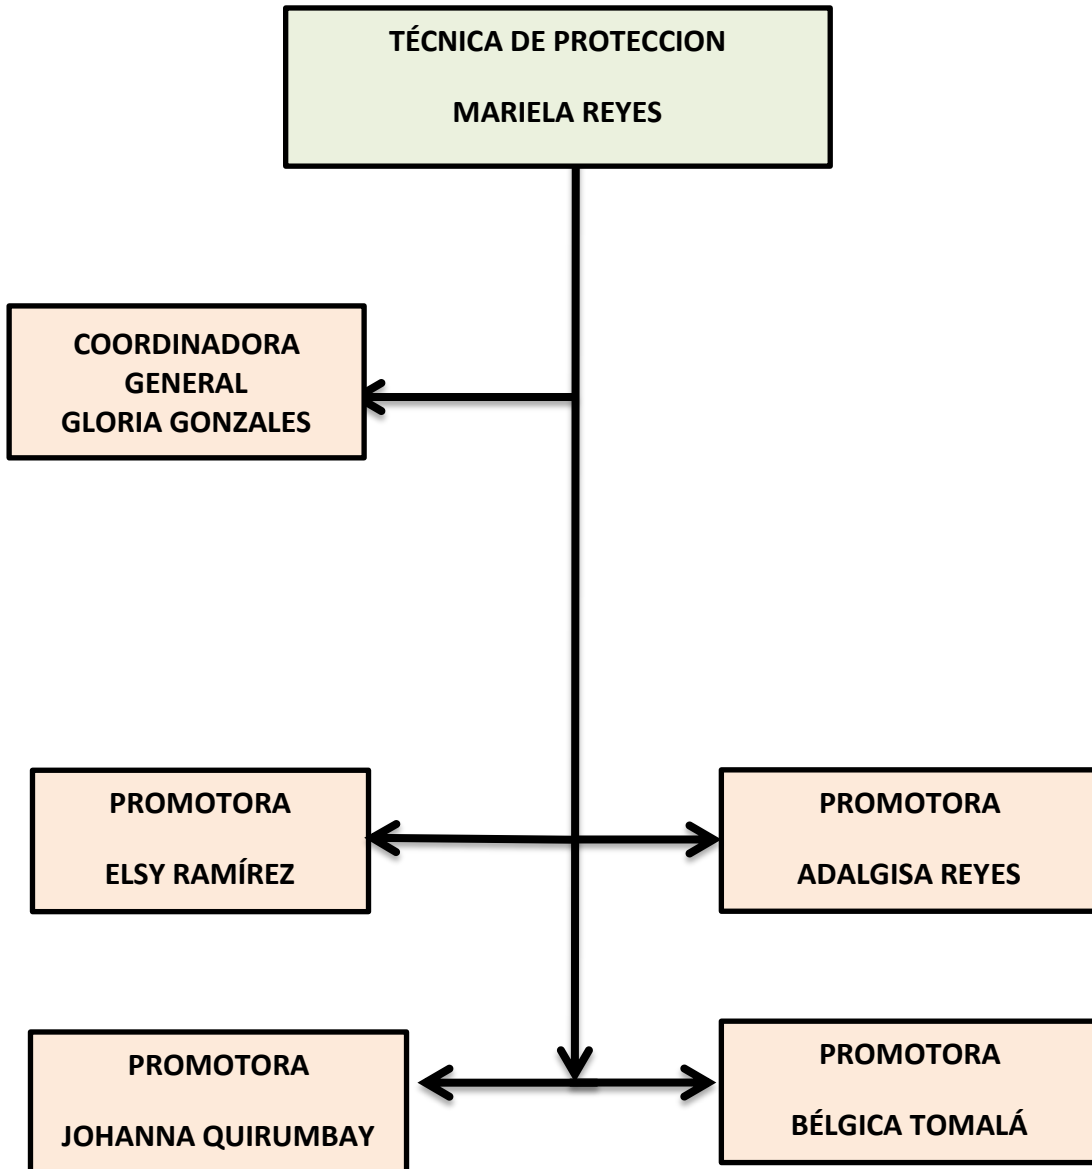 TÉCNICA DE PROTECCION
MARIELA REYES
COORDINADORA
GENERAL
GLORIA GONZALES
PROMOTORA
ELSY RAMÍREZ
PROMOTORA
ADALGISA REYES
PROMOTORA
JOHANNA QUIRUMBAY
PROMOTORA
BÉLGICA TOMALÁ